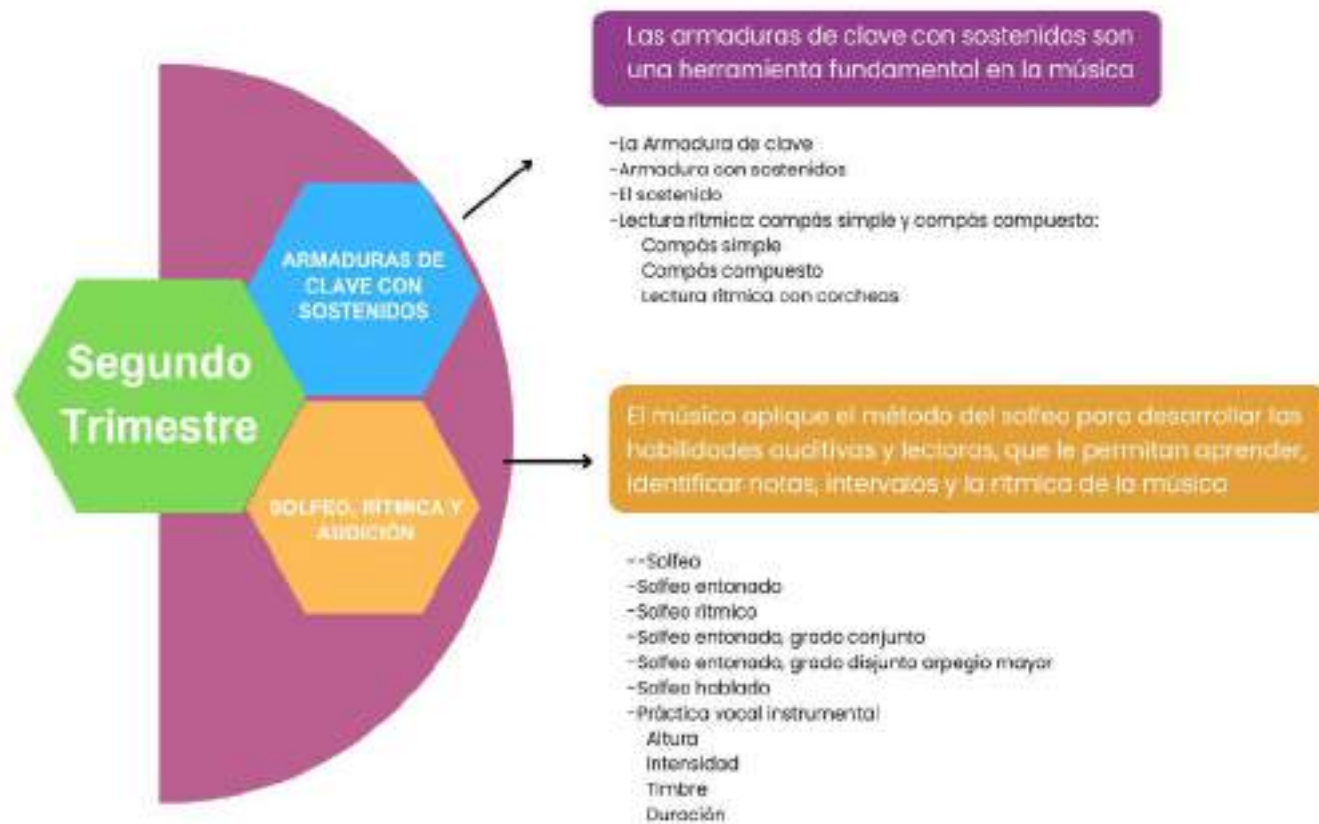 Las armaduras de clave con sostenidos son
una herramienta fundamental en la música
-La Armadura de clave
-Armadura con sostenidos
-El sostenido
-Lectura rítmica: compás simple y compás compuesto:
Compás simple
Compás compuesto
Lectura rítmica con corcheas
ARMADURAS DE
CLAVE CON
SOSTENIDOS
Segundo
Trimestre
SOLFEO, RÍTMICA Y
AUDICIÓN
El músico aplique el método del solfeo para desarrollar las
habilidades auditivas y lectoras, que le permitan aprender,
identificar notas, intervalos y la rítmica de la música
--Solfeo
-Solfeo entonado
-Solfeo rítmico
-Solfeo entonado, grado conjunto
-Solfeo entonado, grado disjunto arpegio mayor
-Solfeo hablado
-Práctica vocal instrumental
Altura
Intensidad
Timbre
Duración